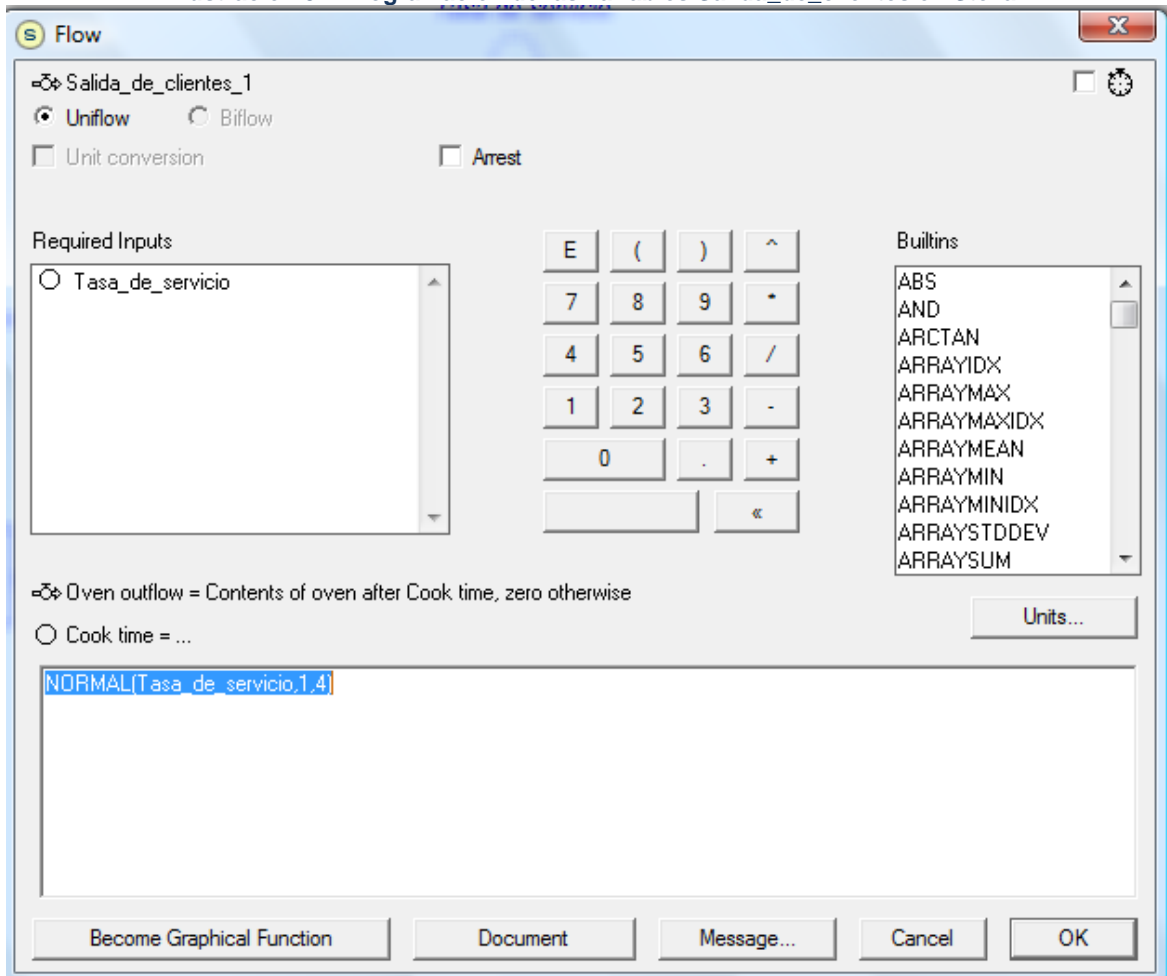 S Flow X
Salida_de_clientes_1
Uniflow Biflow
Unit conversion Arrest
Required Inputs
Tasa_de_servicio
E ( ) ^
7 8 9 *
4 5 6 /
1 2 3 -
0 . +
«
Builtins
ABS
AND
ARCTAN
ARRAYIDX
ARRAYMAX
ARRAYMAXIDX
ARRAYMEAN
ARRAYMIN
ARRAYMINIDX
ARRAYSTDDEV
ARRAYSUM
Oven outflow = Contents of oven after Cook time, zero otherwise
Units...
Cook time = ...
NORMAL(Tasa_de_servicio,1,4)
Become Graphical Function Document Message... Cancel OK